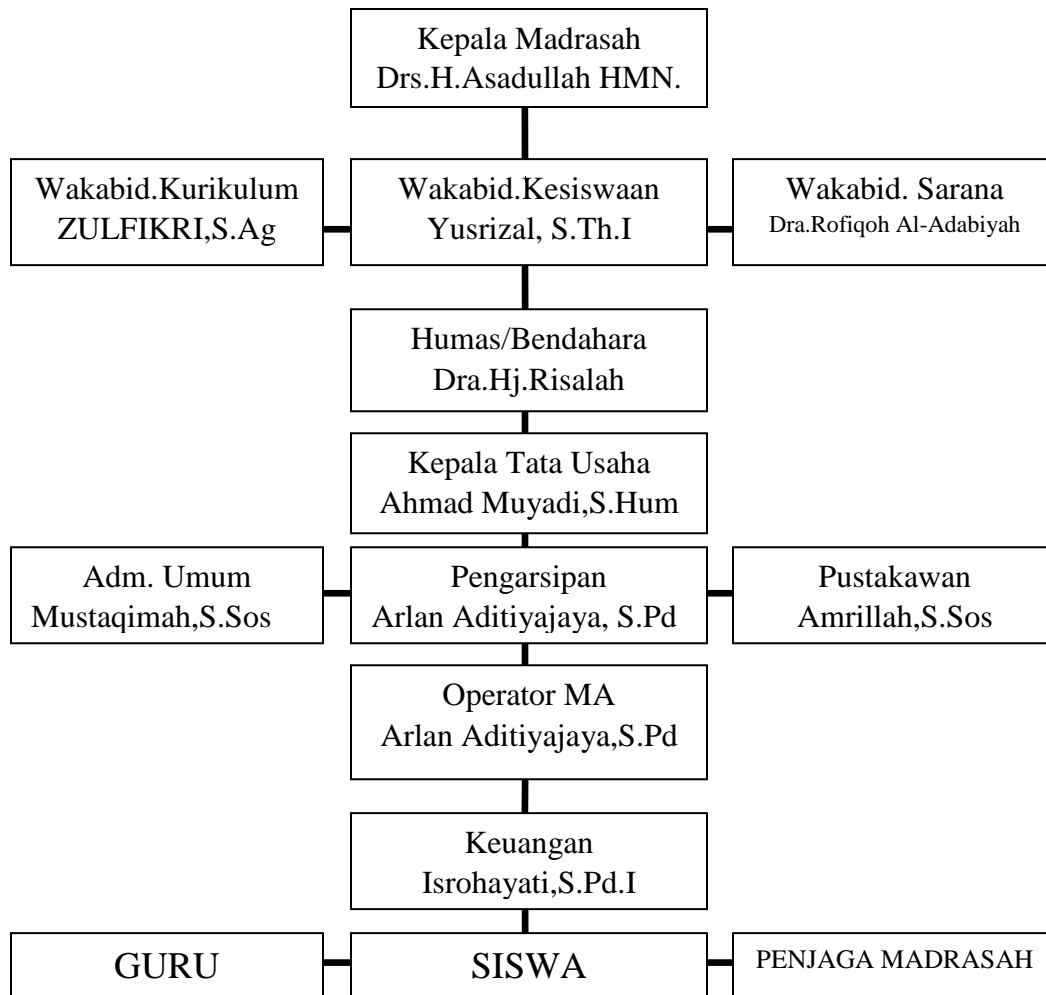 Kepala Madrasah
Drs.H.Asadullah HMN.
Wakabid.Kurikulum
ZULFIKRI,S.Ag
Wakabid.Kesiswaan
Yusrizal, S.Th.I
Wakabid. Sarana
Dra.Rofiqoh Al-Adabiyah
Humas/Bendahara
Dra.Hj.Risalah
Kepala Tata Usaha
Ahmad Muyadi,S.Hum
Adm. Umum
Mustaqimah,S.Sos
Pengarsipan
Arlan Aditiyajaya, S.Pd
Pustakawan
Amrillah,S.Sos
Operator MA
Arlan Aditiyajaya,S.Pd
Keuangan
Isrohayati,S.Pd.I
GURU
SISWA
PENJAGA MADRASAH